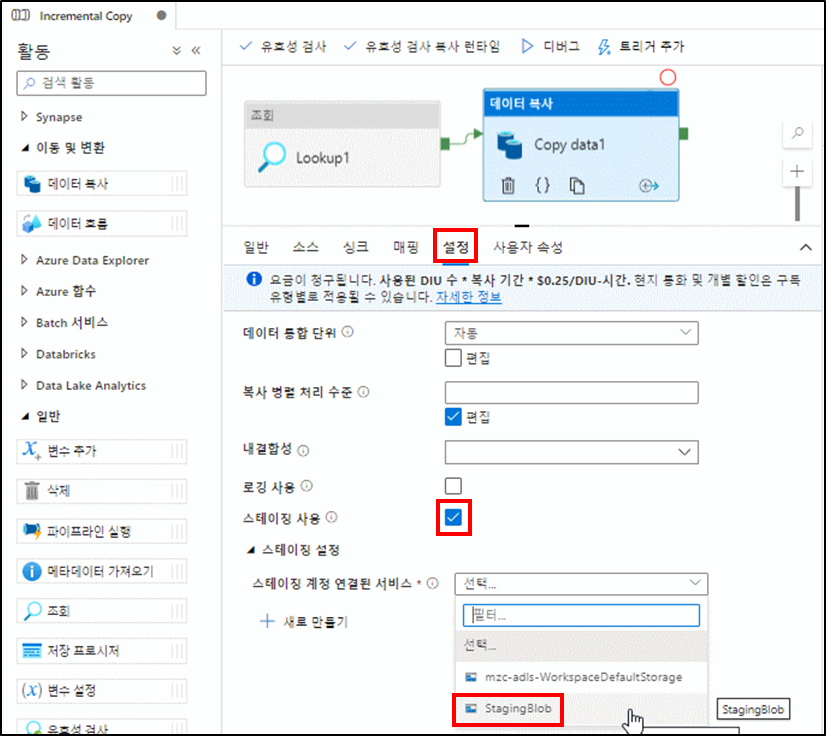 Incremental Copy
활동
검색 활동
Synapse
이동 및 변환
데이터 복사
데이터 흐름
Azure Data Explorer
Azure 함수
Batch 서비스
Databricks
Data Lake Analytics
일반
변수 추가
삭제
파이프라인 실행
메타데이터 가져오기
조회
저장 프로시저
(x) 변수 설정
유효성 검사
유효성 검사
유효성 검사 복사 런타임
디버그
트리거 추가
조회
Lookup1
데이터 복사
Copy data1
일반
소스
싱크
매핑
설정
사용자 속성
요금이 청구됩니다. 사용된 DIU 수 * 복사 기간 * $0.25/DIU-시간. 현지 통화 및 개별 할인은 구독
유형별로 적용될 수 있습니다. 자세한 정보
데이터 통합 단위
자동
편집
복사 병렬 처리 수준
편집
내결함성
로깅 사용
스테이징 사용
스테이징 설정
스테이징 계정 연결된 서비스 *
선택...
새로 만들기
필터...
선택...
mzc-adls-WorkspaceDefaultStorage
StagingBlob
StagingBlob